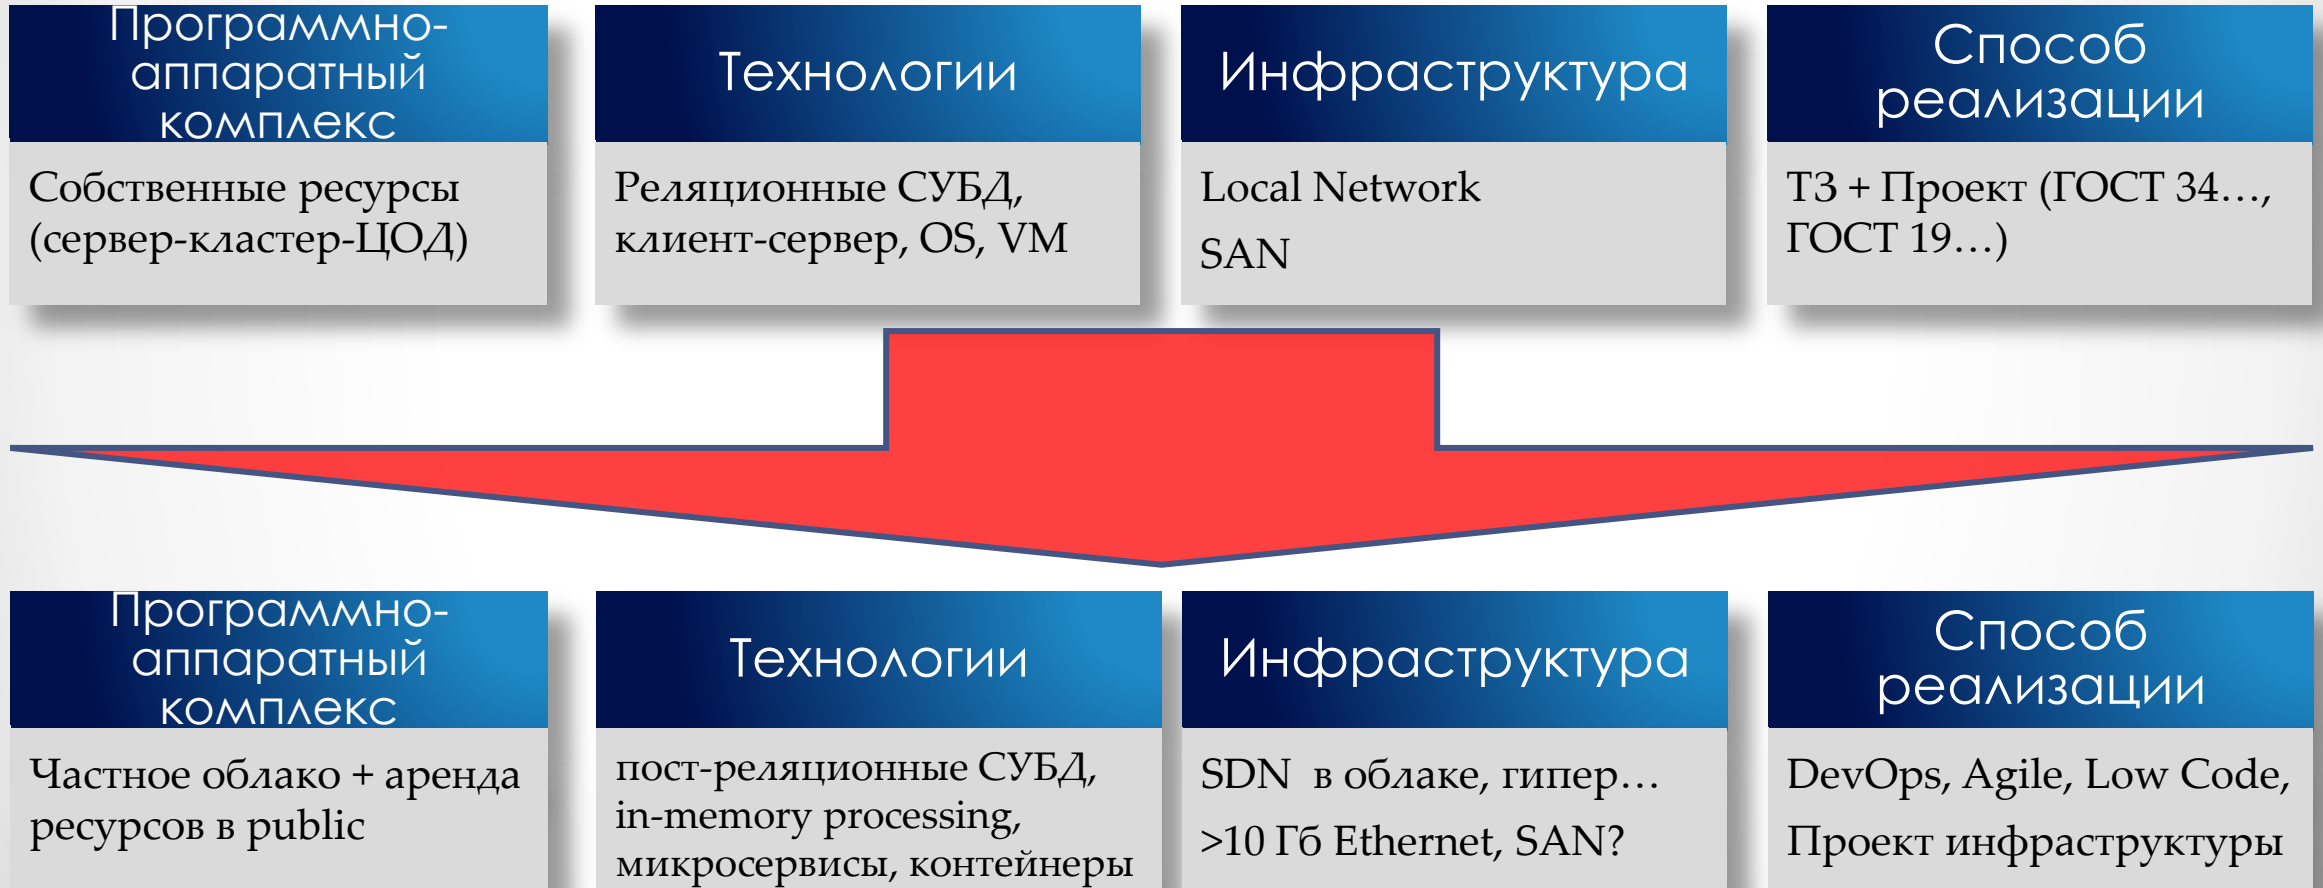 Программно-
аппаратный
комплекс
Собственные ресурсы
(сервер-кластер-ЦОД)
Технологии
Реляционные СУБД,
клиент-сервер, OS, VM
Инфраструктура
Local Network
SAN
Способ
реализации
ТЗ + Проект (ГОСТ 34…,
ГОСТ 19…)
Программно-
аппаратный
комплекс
Частное облако + аренда
ресурсов в public
Технологии
пост-реляционные СУБД,
in-memory processing,
микросервисы, контейнеры
Инфраструктура
SDN в облаке, гипер…
>10 Гб Ethernet, SAN?
Способ
реализации
DevOps, Agile, Low Code,
Проект инфраструктуры